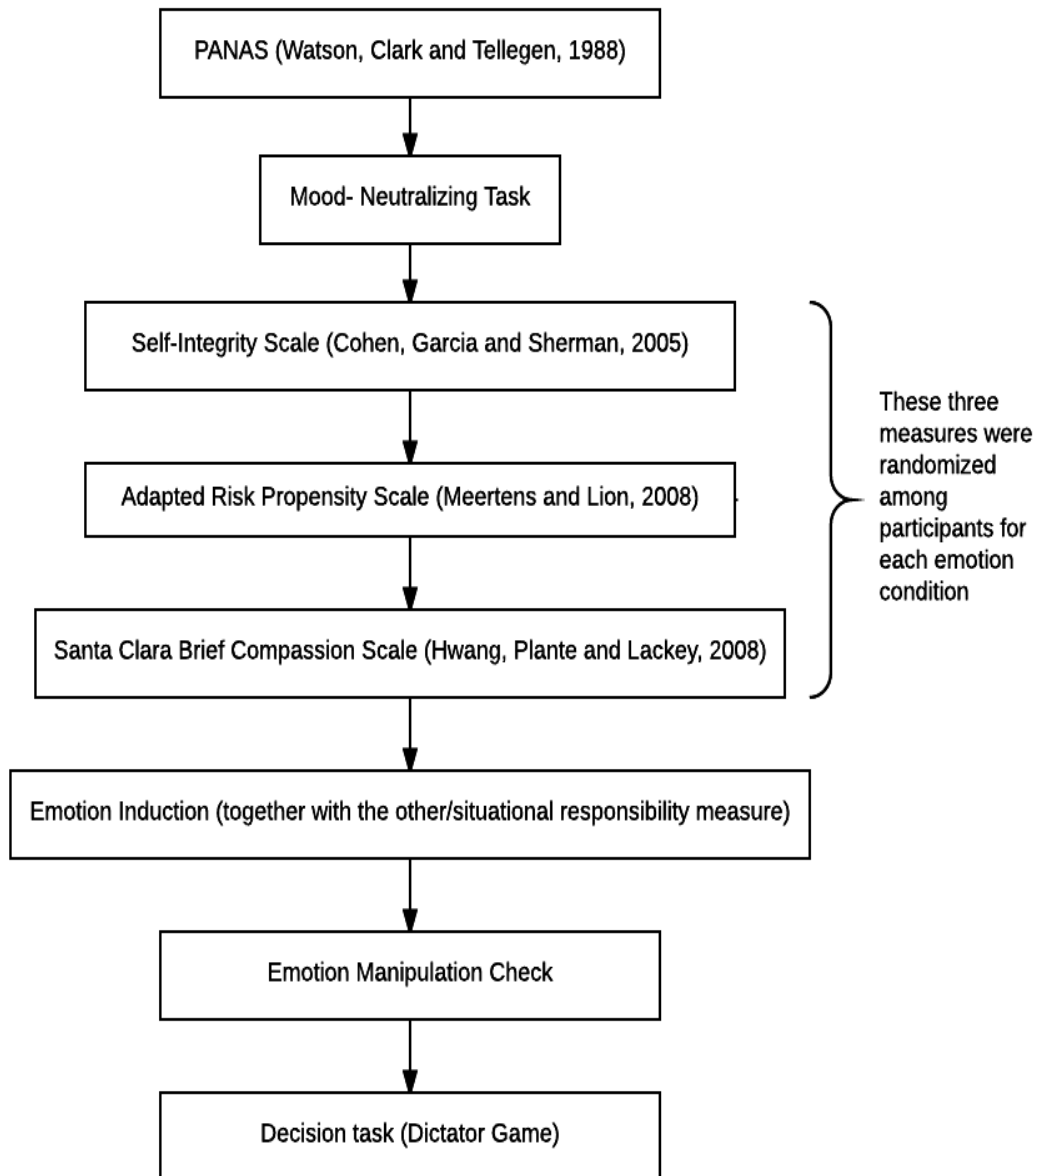 PANAS (Watson, Clark and Tellegen, 1988)
Mood- Neutralizing Task
Self-Integrity Scale (Cohen, Garcia and Sherman, 2005)
Adapted Risk Propensity Scale (Meertens and Lion, 2008)
Santa Clara Brief Compassion Scale (Hwang, Plante and Lackey, 2008)
These three
measures were
randomized
among
participants for
each emotion
condition
Emotion Induction (together with the other/situational responsibility measure)
Emotion Manipulation Check
Decision task (Dictator Game)